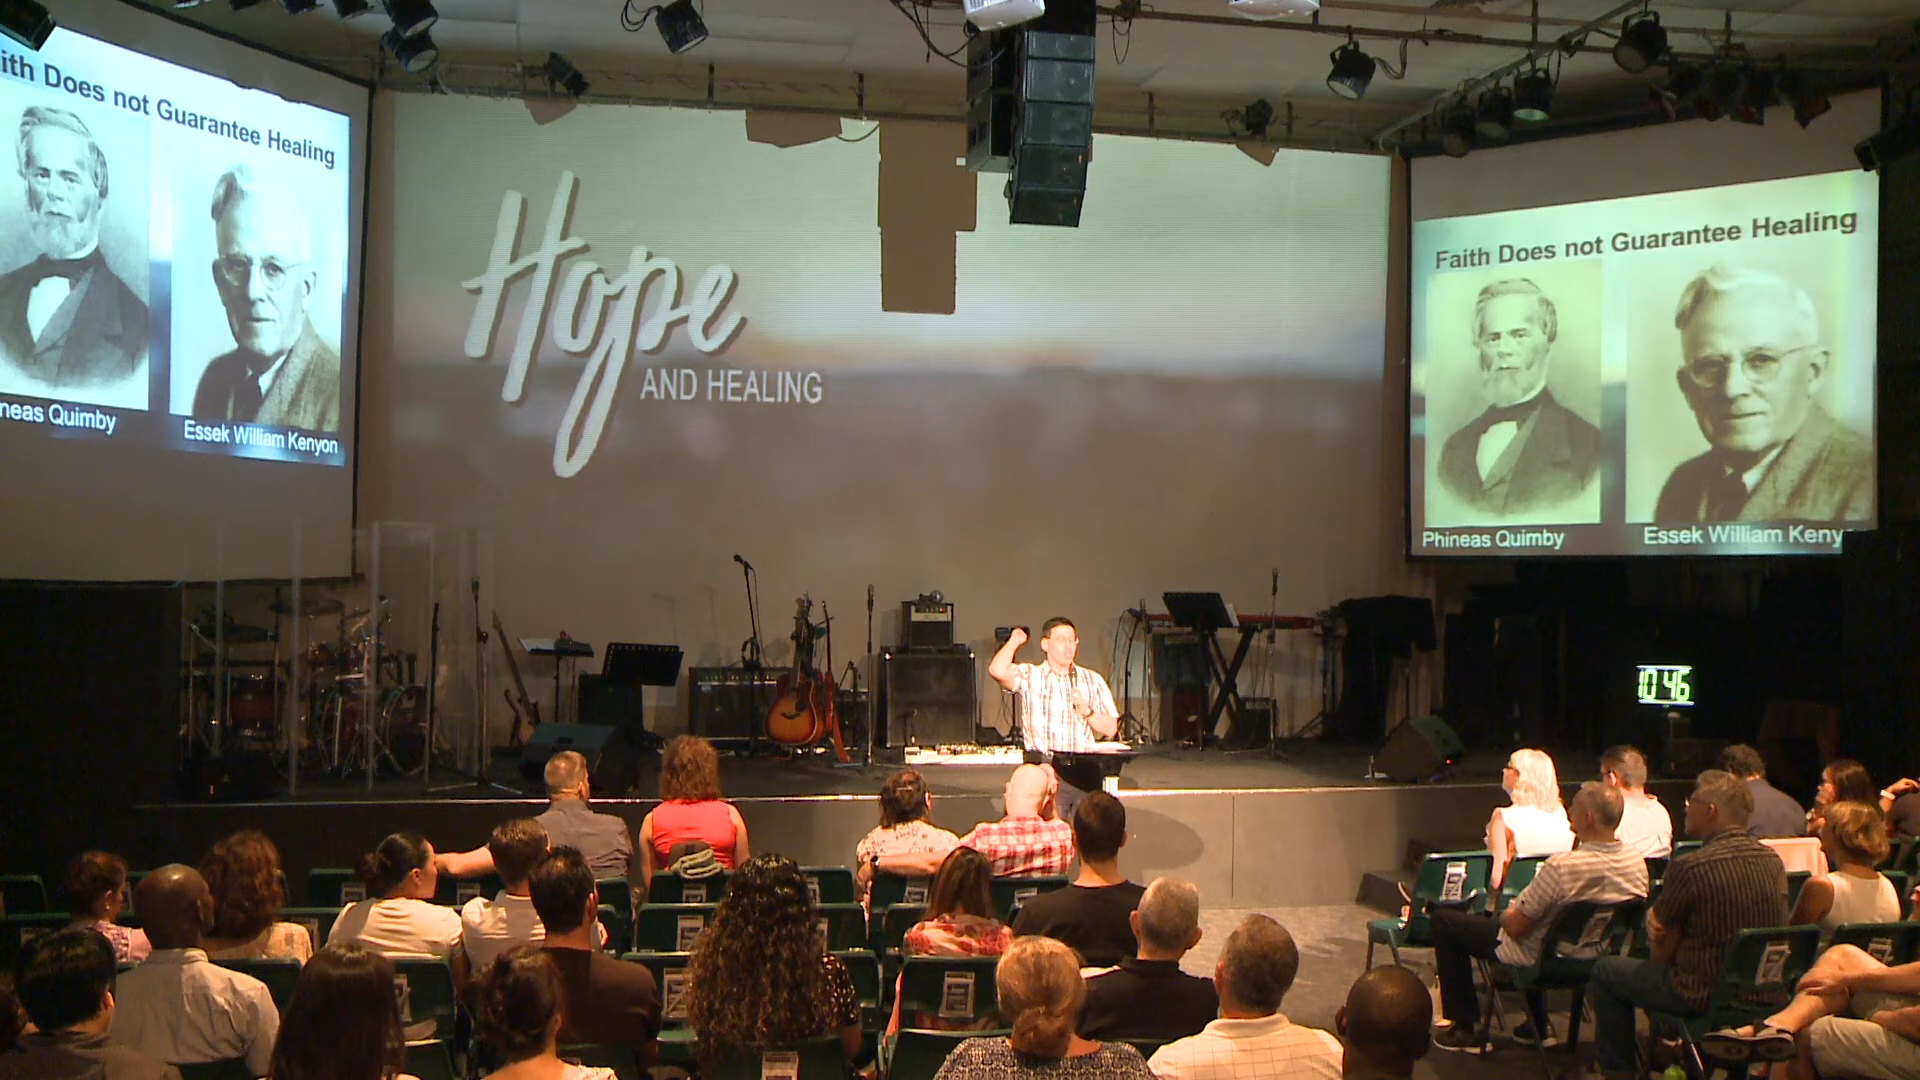 ith Does not Guarantee Healing
neas Quimby
Essek William Kenyon
Hope
AND HEALING
Faith Does not Guarantee Healing
Phineas Quimby
Essek William Keny
10 46